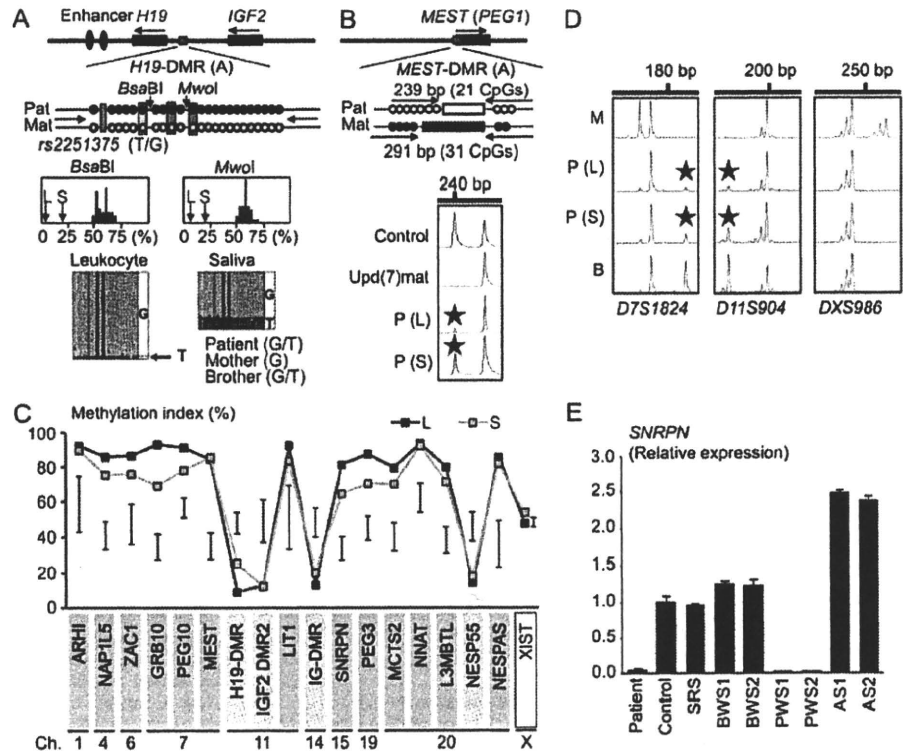 A
Enhancer H19 IGF2
H19-DMR (A)
BsaBI MwoI
Pat
Mat
rs2251375 (T/G)
BsaBI MwoI
L S L S
0 25 50 75 (%) 0 25 50 75 (%)
Leukocyte Saliva
G G
T T
Patient (G/T)
Mother (G)
Brother (G/T)
B
MEST (PEG1)
MEST-DMR (A)
239 bp (21 CpGs)
Pat
Mat
291 bp (31 CpGs)
240 bp
Control
Upd(7)mat
P (L)
P (S)
D
180 bp 200 bp 250 bp
M
P (L)
P (S)
B
D7S1824 D11S904 DXS986
C
Methylation index (%)
L S
100
80
60
40
20
0
ARHI NAP1L5 ZAC1 GRB10 PEG10 MEST H19-DMR IGF2 DMR2 LIT1 IG-DMR SNRPN PEG3 MCTS2 NNAT L3MBTL NESP55 NESPAS XIST
Ch. 1 4 6 7 11 14 15 19 20 X
E
SNRPN
(Relative expression)
3.0
2.5
2.0
1.5
1.0
0.5
0.0
Patient Control SRS BWS1 BWS2 PWS1 PWS2 AS1 AS2